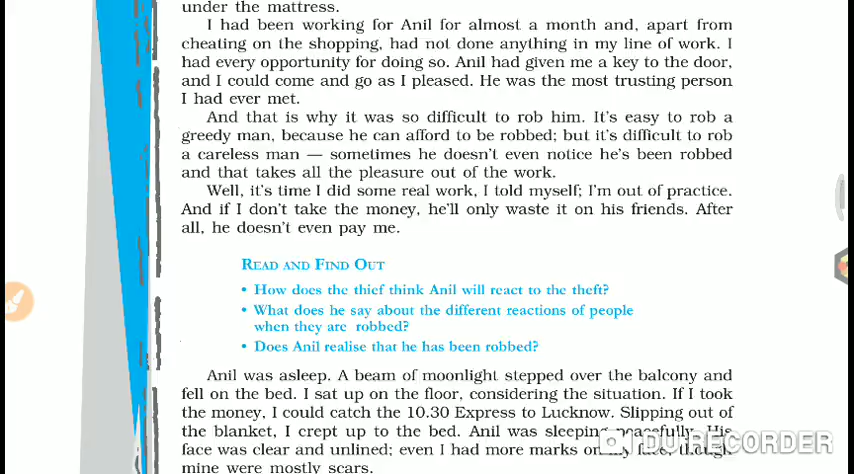 under the mattress.
I had been working for Anil for almost a month and, apart from
cheating on the shopping, had not done anything in my line of work. I
had every opportunity for doing so. Anil had given me a key to the door,
and I could come and go as I pleased. He was the most trusting person
I had ever met.
And that is why it was so difficult to rob him. It's easy to rob a
greedy man, because he can afford to be robbed; but it's difficult to rob
a careless man — sometimes he doesn't even notice he's been robbed
and that takes all the pleasure out of the work.
Well, it's time I did some real work, I told myself; I'm out of practice.
And if I don't take the money, he'll only waste it on his friends. After
all, he doesn't even pay me.
READ AND FIND OUT
• How does the thief think Anil will react to the theft?
• What does he say about the different reactions of people
when they are robbed?
• Does Anil realise that he has been robbed?
Anil was asleep. A beam of moonlight stepped over the balcony and
fell on the bed. I sat up on the floor, considering the situation. If I took
the money, I could catch the 10.30 Express to Lucknow. Slipping out of
the blanket, I crept up to the bed. Anil was sleeping peacefully. His
face was clear and unlined; even I had more marks on my face, though
mine were mostly scars.
DU RECORDER